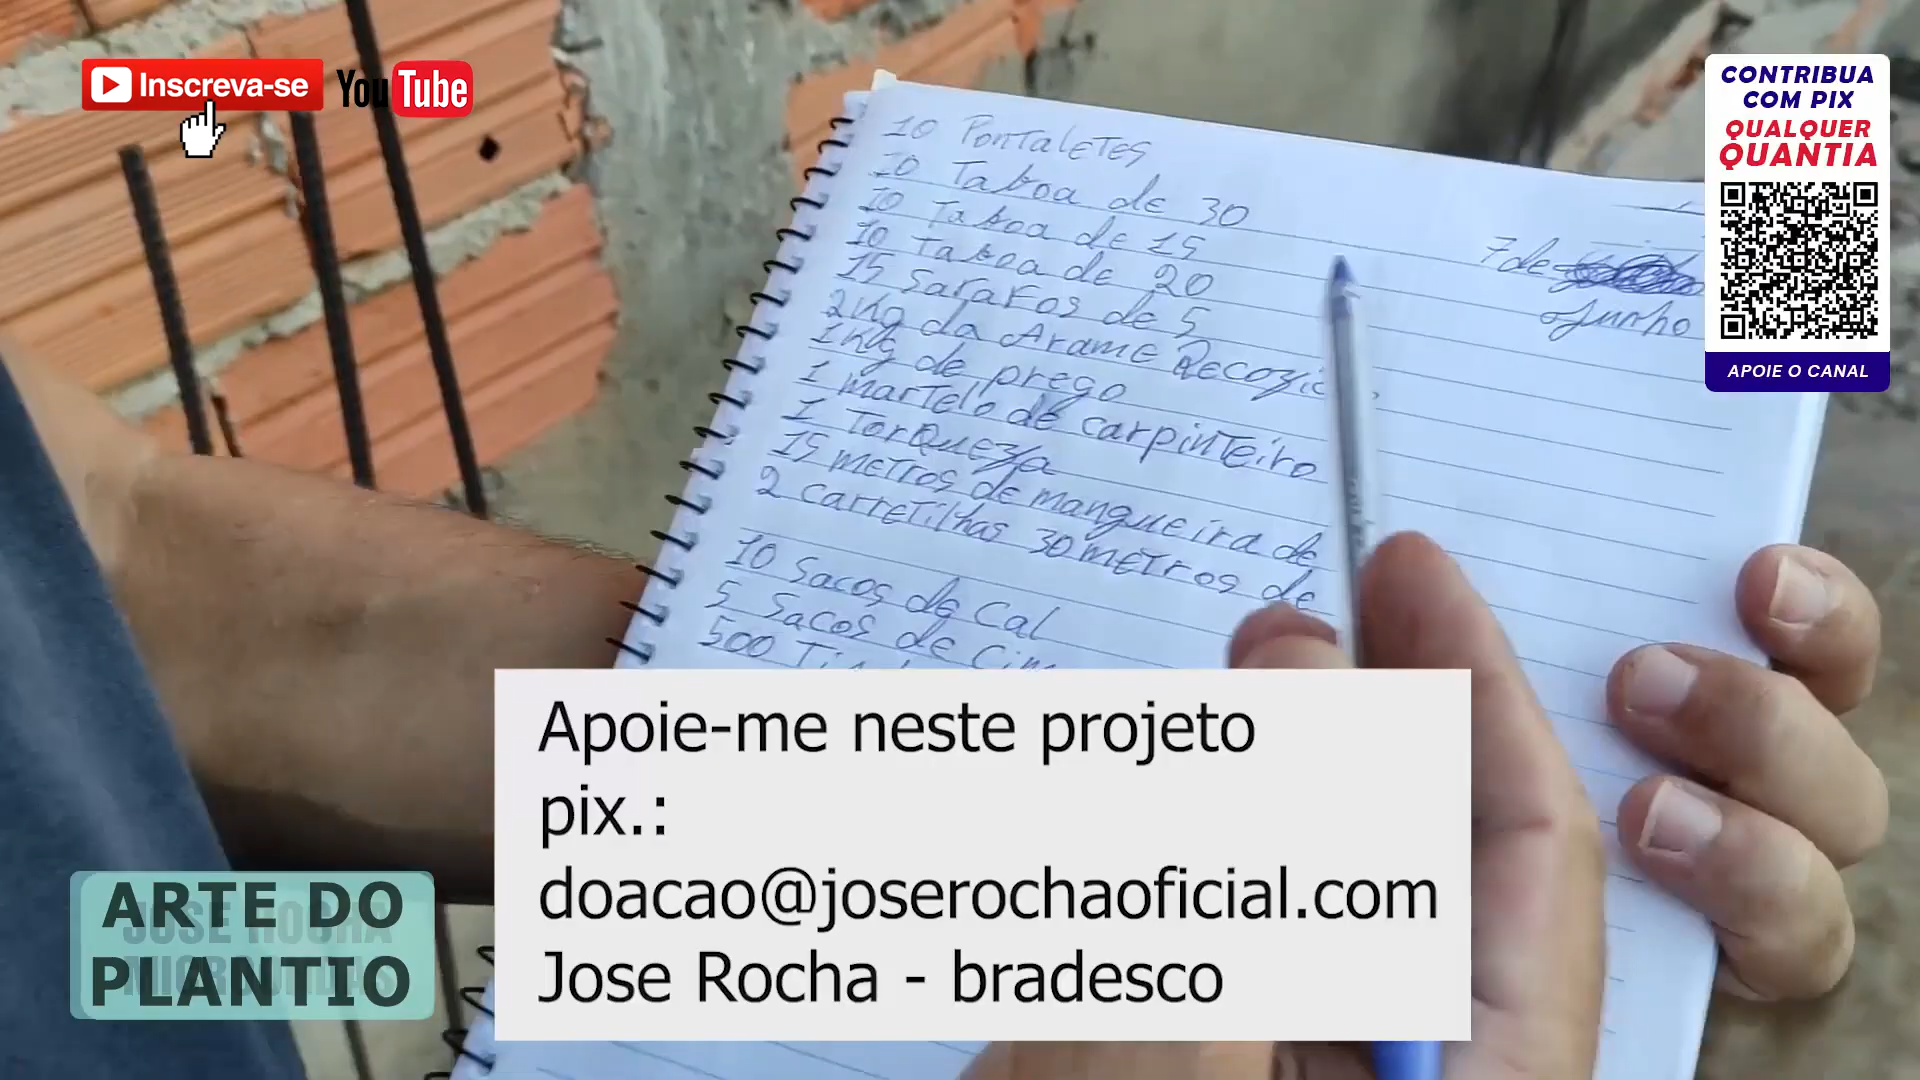 Inscreva-se
YouTube
CONTRIBUA
COM PIX
QUALQUER
QUANTIA
APOIE O CANAL
10 Pontaletes
10 Taboa de 30
10 Taboa de 15
10 Taboa de 20
15 Sarrafos de 5
2Kg da Arame
1Kg de prego
1 martelo de carpinteiro
1 Torqueza
15 metros de mangueira de
2 carretilhas 30 metros de
10 Sacos de Cal
5 Sacos de
500
7 de
Junho
Apoie-me neste projeto
pix.:
doacao@joserochaoficial.com
Jose Rocha - bradesco
ARTE DO
PLANTIO